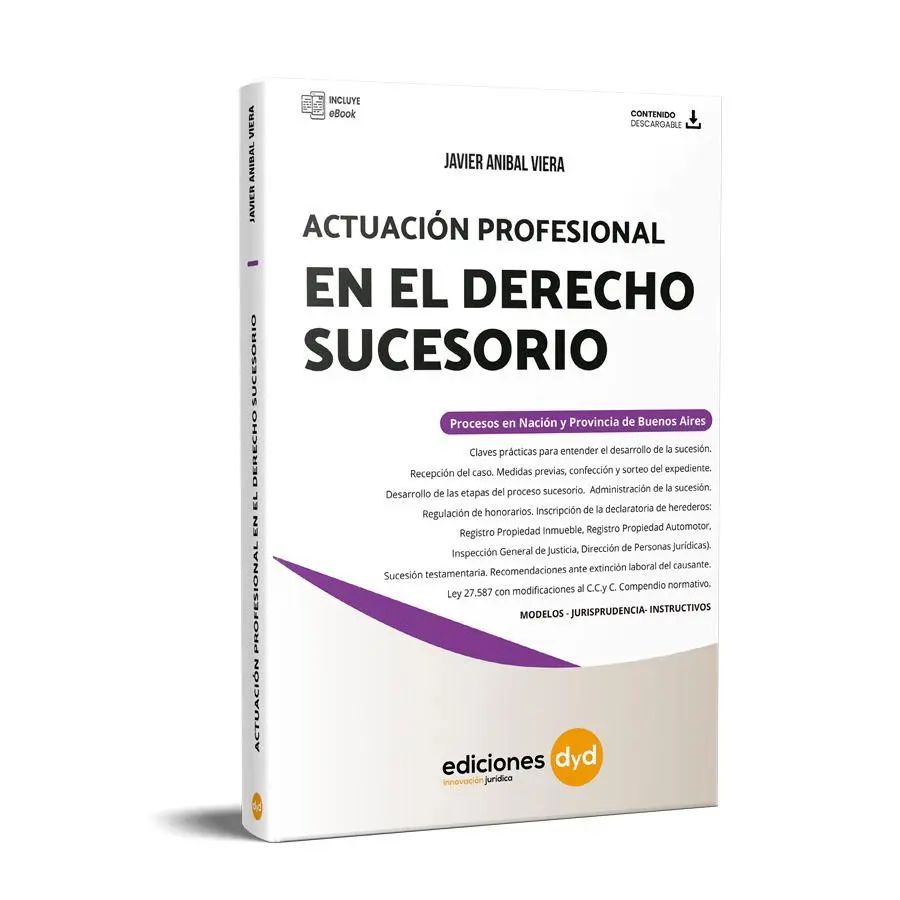 INCLUYE
eBook
CONTENIDO
DESCARGABLE
JAVIER ANIBAL VIERA
ACTUACIÓN PROFESIONAL
EN EL DERECHO
SUCESORIO
Procesos en Nación y Provincia de Buenos Aires
Claves prácticas para entender el desarrollo de la sucesión.
Recepción del caso. Medidas previas, confección y sorteo del expediente.
Desarrollo de las etapas del proceso sucesorio. Administración de la sucesión.
Regulación de honorarios. Inscripción de la declaratoria de herederos:
Registro Propiedad Inmueble, Registro Propiedad Automotor,
Inspección General de Justicia, Dirección de Personas Jurídicas).
Sucesión testamentaria. Recomendaciones ante extinción laboral del causante.
Ley 27.587 con modificaciones al C.C.y C. Compendio normativo.
MODELOS - JURISPRUDENCIA- INSTRUCTIVOS
ediciones dyd
innovación jurídica
JAVIER ANIBAL VIERA
ACTUACIÓN PROFESIONAL EN EL DERECHO SUCESORIO
dyd